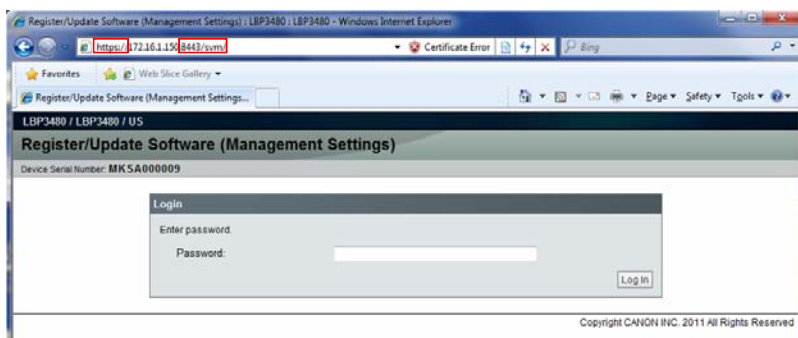 Register/Update Software (Management Settings) : LBP3480 : LBP3480 - Windows Internet Explorer
https://172.16.1.150:8443/svm/ Certificate Error Bing
Favorites Web Slice Gallery
Register/Update Software (Management Settings... Page Safety Tools
LBP3480 / LBP3480 / US
Register/Update Software (Management Settings)
Device Serial Number: MKSA000009
Login
Enter password.
Password:
Log In
Copyright CANON INC. 2011 All Rights Reserved